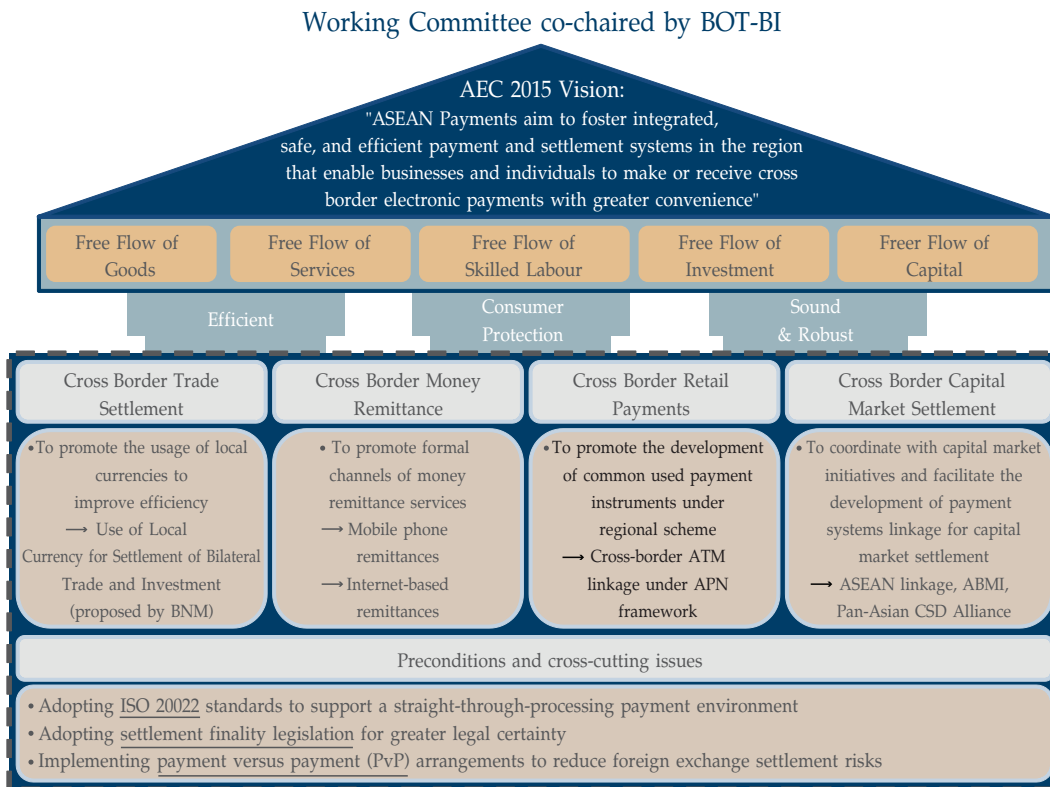 Working Committee co-chaired by BOT-BI
AEC 2015 Vision:
"ASEAN Payments aim to foster integrated,
safe, and efficient payment and settlement systems in the region
that enable businesses and individuals to make or receive cross
border electronic payments with greater convenience"
Free Flow of
Goods
Free Flow of
Services
Free Flow of
Skilled Labour
Free Flow of
Investment
Freer Flow of
Capital
Efficient
Consumer
Protection
Sound
& Robust
Cross Border Trade
Settlement
•To promote the usage of local
currencies to
improve efficiency
→ Use of Local
Currency for Settlement of Bilateral
Trade and Investment
(proposed by BNM)
Cross Border Money
Remittance
• To promote formal
channels of money
remittance services
→ Mobile phone
remittances
→ Internet-based
remittances
Cross Border Retail
Payments
• To promote the development
of common used payment
instruments under
regional scheme
→ Cross-border ATM
linkage under APN
framework
Cross Border Capital
Market Settlement
• To coordinate with capital market
initiatives and facilitate the
development of payment
systems linkage for capital
market settlement
→ ASEAN linkage, ABMI,
Pan-Asian CSD Alliance
Preconditions and cross-cutting issues
• Adopting ISO 20022 standards to support a straight-through-processing payment environment
• Adopting settlement finality legislation for greater legal certainty
• Implementing payment versus payment (PvP) arrangements to reduce foreign exchange settlement risks